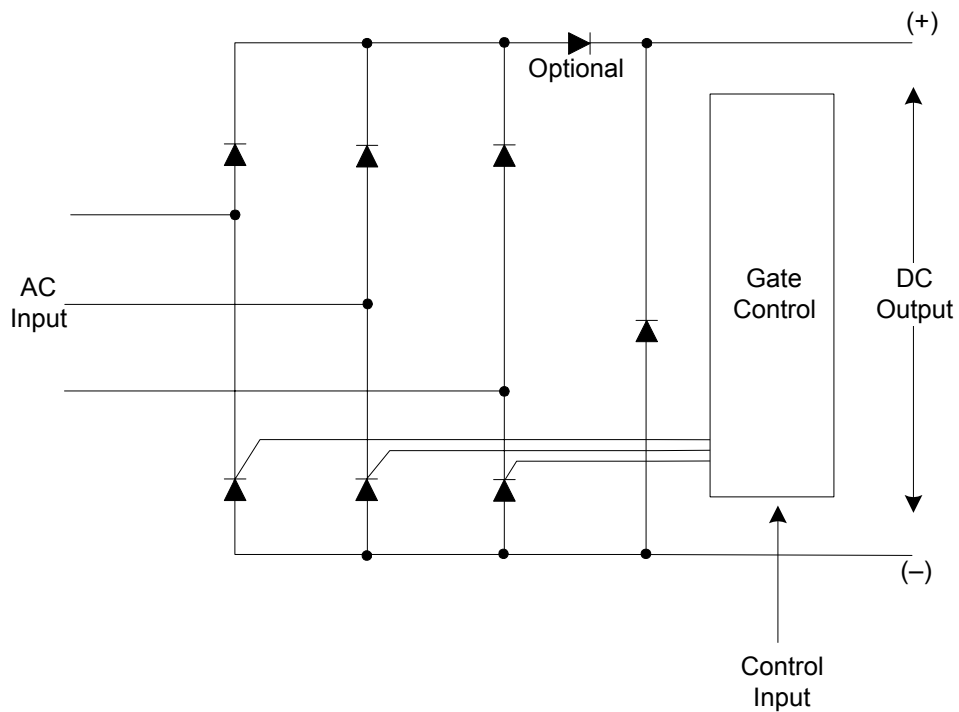 (+)
Optional
AC
Input
Gate
Control
DC
Output
(–)
Control
Input